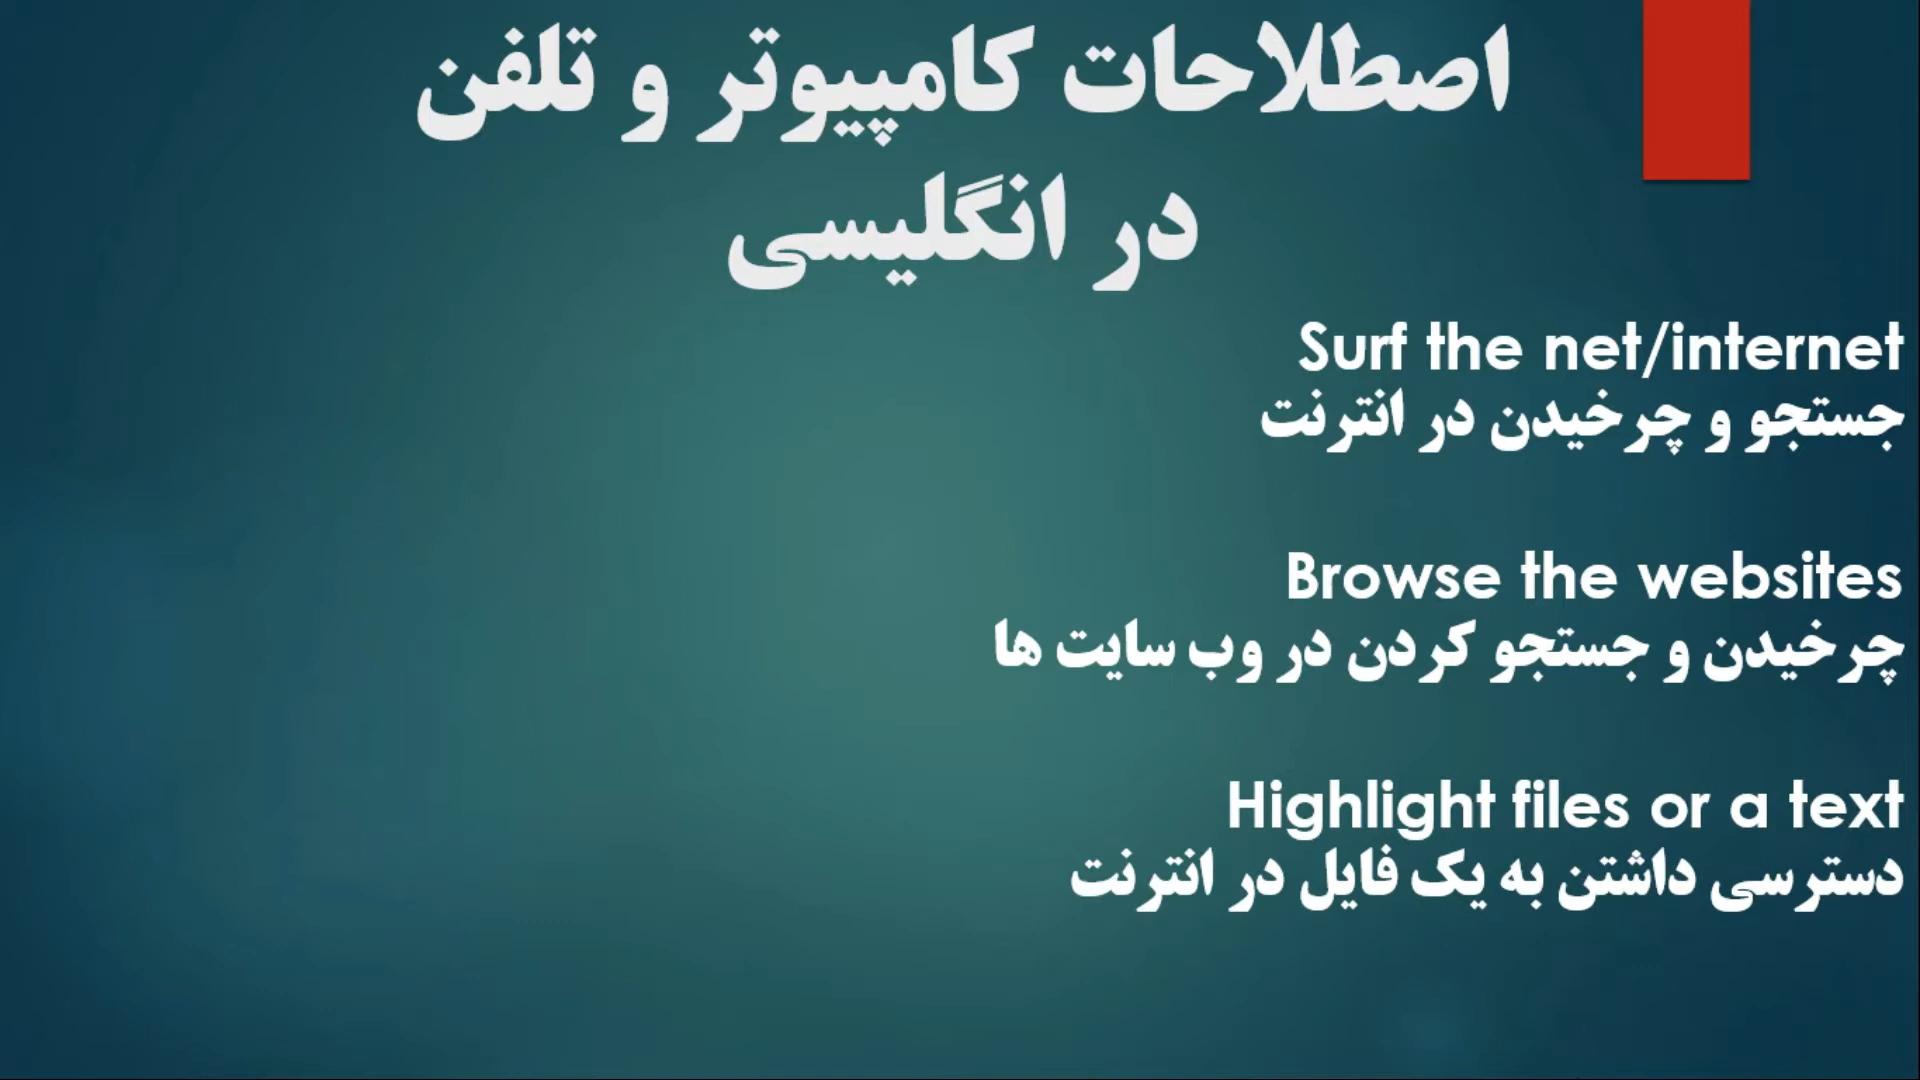 اصطلاحات کامپیوتر و تلفن
در انگلیسی
Surf the net/internet
جستجو و چرخیدن در انترنت
Browse the websites
چرخیدن و جستجو کردن در وب سایت ها
Highlight files or a text
دسترسی داشتن به یک فایل در انترنت